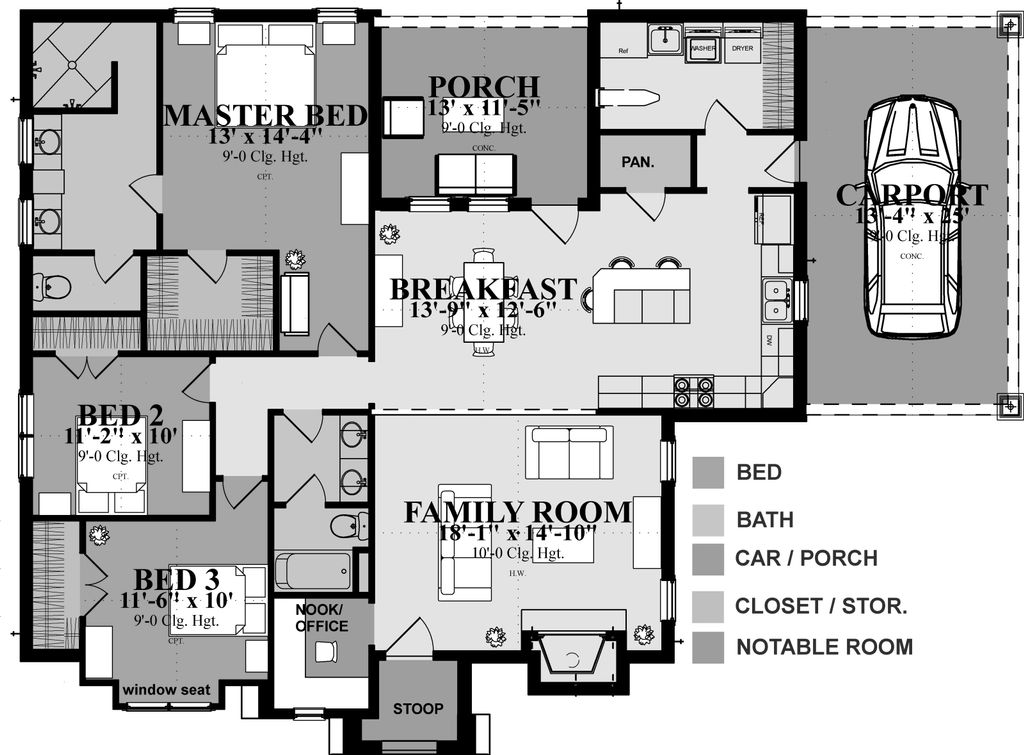 MASTER BED
13' x 14'-4"
9'-0 Clg. Hgt.
CPT.
PORCH
13' x 11'-5"
9'-0 Clg. Hgt.
CONC.
Ref
WASHER
DRYER
PAN.
REF.
CARPORT
13'-4" x 25'
9'-0 Clg. Hgt.
CONC.
BREAKFAST
13'-9" x 12'-6"
9'-0 Clg. Hgt.
H.W.
DW
BED 2
11'-2" x 10'
9'-0 Clg. Hgt.
CPT.
FAMILY ROOM
18'-1" x 14'-10"
10'-0 Clg. Hgt.
H.W.
BED 3
11'-6" x 10'
9'-0 Clg. Hgt.
CPT.
window seat
NOOK/
OFFICE
STOOP
BED
BATH
CAR / PORCH
CLOSET / STOR.
NOTABLE ROOM